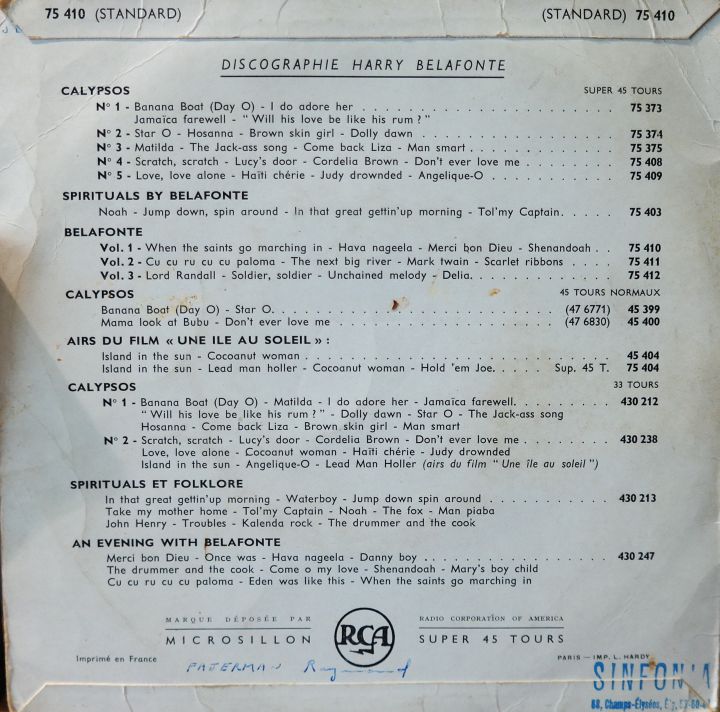 75 410 (STANDARD)
(STANDARD) 75 410
DISCOGRAPHIE HARRY BELAFONTE
CALYPSOS SUPER 45 TOURS
N° 1 - Banana Boat (Day O) - I do adore her . . . . . . . . . . . . . . . . . . . . . . 75 373
Jamaïca farewell - " Will his love be like his rum ? "
N° 2 - Star O - Hosanna - Brown skin girl - Dolly dawn . . . . . . . . . . . . . . . . . 75 374
N° 3 - Matilda - The Jack-ass song - Come back Liza - Man smart . . . . . . . . . . . . 75 375
N° 4 - Scratch, scratch - Lucy's door - Cordelia Brown - Don't ever love me . . . . . . . 75 408
N° 5 - Love, love alone - Haïti chérie - Judy drownded - Angelique-O . . . . . . . . . . 75 409
SPIRITUALS BY BELAFONTE
Noah - Jump down, spin around - In that great gettin'up morning - Tol'my Captain. . . . . . 75 403
BELAFONTE
Vol. 1 - When the saints go marching in - Hava nageela - Merci bon Dieu - Shenandoah . . 75 410
Vol. 2 - Cu cu ru cu cu paloma - The next big river - Mark twain - Scarlet ribbons . . . . 75 411
Vol. 3 - Lord Randall - Soldier, soldier - Unchained melody - Delia. . . . . . . . . . . . 75 412
CALYPSOS 45 TOURS NORMAUX
Banana Boat (Day O) - Star O. . . . . . . . . . . . . . . . . . . . . . (47 6771) 45 399
Mama look at Bubu - Don't ever love me . . . . . . . . . . . . . . . . . (47 6830) 45 400
AIRS DU FILM « UNE ILE AU SOLEIL » :
Island in the sun - Cocoanut woman . . . . . . . . . . . . . . . . . . . . . . . . . 45 404
Island in the sun - Lead man holler - Cocoanut woman - Hold 'em Joe. . . . . . Sup. 45 T. 75 404
CALYPSOS 33 TOURS
N° 1 - Banana Boat (Day O) - Matilda - I do adore her - Jamaïca farewell. . . . . . . . 430 212
" Will his love be like his rum ? " - Dolly dawn - Star O - The Jack-ass song
Hosanna - Come back Liza - Brown skin girl - Man smart
N° 2 - Scratch, scratch - Lucy's door - Cordelia Brown - Don't ever love me . . . . . . . 430 238
Love, love alone - Cocoanut woman - Haïti chérie - Judy drownded
Island in the sun - Angelique-O - Lead Man Holler (airs du film " Une île au soleil ")
SPIRITUALS ET FOLKLORE
In that great gettin'up morning - Waterboy - Jump down spin around . . . . . . . . . . 430 213
Take my mother home - Tol'my Captain - Noah - The fox - Man piaba
John Henry - Troubles - Kalenda rock - The drummer and the cook
AN EVENING WITH BELAFONTE
Merci bon Dieu - Once was - Hava nageela - Danny boy . . . . . . . . . . . . . . . 430 247
The drummer and the cook - Come o my love - Shenandoah - Mary's boy child
Cu cu ru cu cu paloma - Eden was like this - When the saints go marching in
MARQUE DÉPOSÉE PAR RADIO CORPORATION OF AMERICA
MICROSILLON RCA SUPER 45 TOURS
Imprimé en France PARIS - IMP. L. HARDY
PATERMAN Raymond
SINFONIA
68, Champs-Élysées